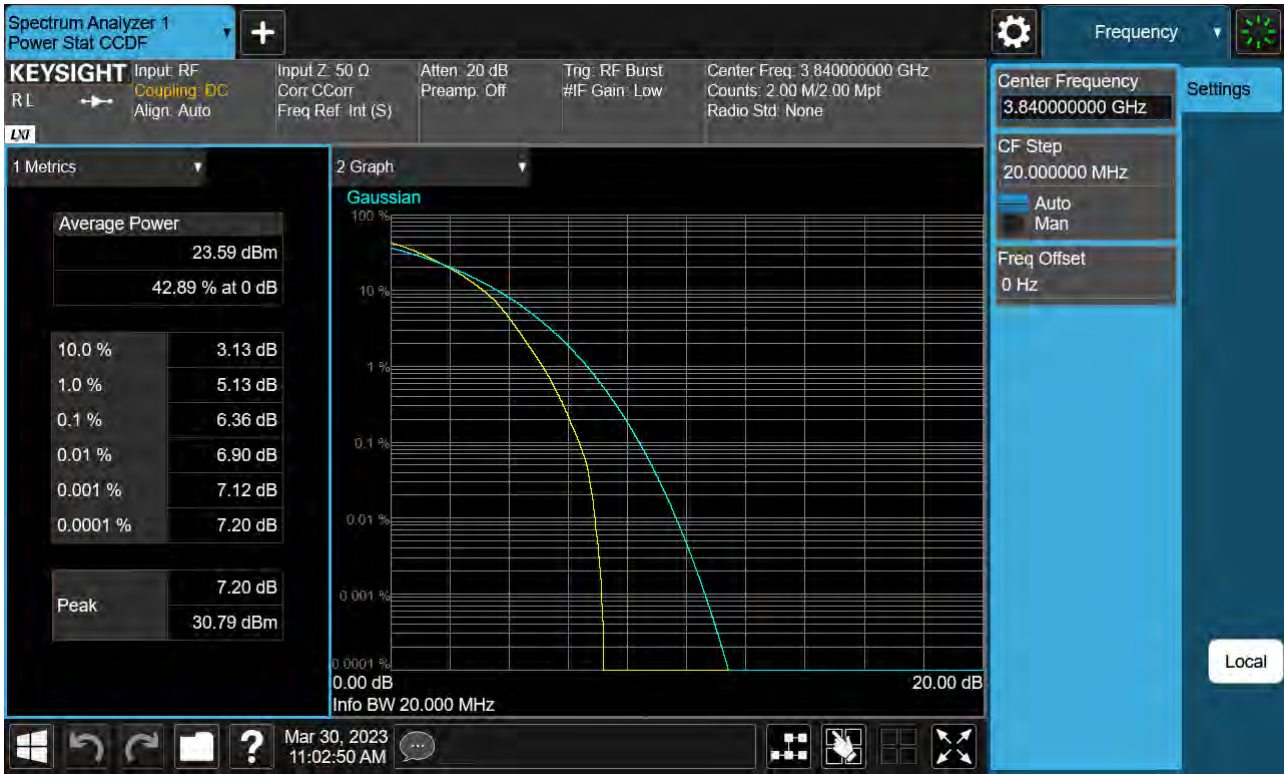 Spectrum Analyzer 1
Power Stat CCDF
Frequency
KEYSIGHT
RL
LXI
Input: RF
Coupling: DC
Align: Auto
Input Z: 50 Ω
Corr CCorr
Freq Ref: Int (S)
Atten: 20 dB
Preamp: Off
Trig: RF Burst
#IF Gain: Low
Center Freq: 3.840000000 GHz
Counts: 2.00 M/2.00 Mpt
Radio Std: None
Center Frequency
3.840000000 GHz
Settings
CF Step
20.000000 MHz
Auto
Man
Freq Offset
0 Hz
1 Metrics
Average Power
23.59 dBm
42.89 % at 0 dB
10.0 % 3.13 dB
1.0 % 5.13 dB
0.1 % 6.36 dB
0.01 % 6.90 dB
0.001 % 7.12 dB
0.0001 % 7.20 dB
Peak
7.20 dB
30.79 dBm
2 Graph
Gaussian
100 %
10 %
1 %
0.1 %
0.01 %
0.001 %
0.0001 %
0.00 dB
20.00 dB
Info BW 20.000 MHz
Local
?
Mar 30, 2023
11:02:50 AM